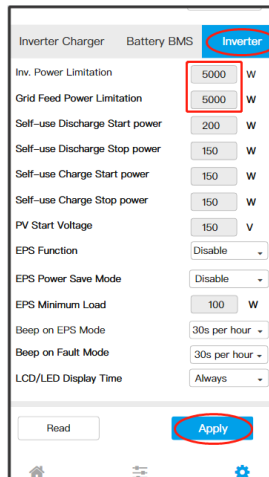 Inverter Charger Battery BMS Inverter
Inv. Power Limitation 5000 W
Grid Feed Power Limitation 5000 W
Self-use Discharge Start power 200 W
Self-use Discharge Stop power 150 W
Self-use Charge Start power 150 W
Self-use Charge Stop power 150 W
PV Start Voltage 150 V
EPS Function Disable
EPS Power Save Mode Disable
EPS Minimum Load 100 W
Beep on EPS Mode 30s per hour
Beep on Fault Mode 30s per hour
LCD/LED Display Time Always
Read Apply